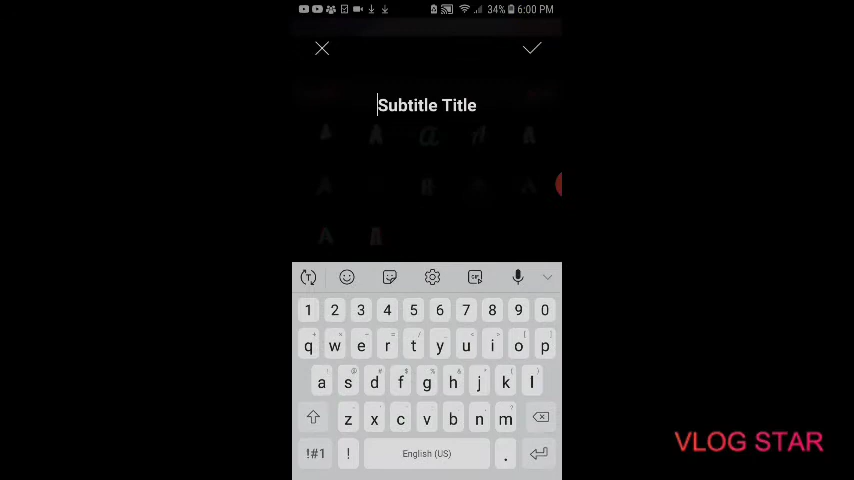 34% 6:00 PM
Subtitle Title
1 2 3 4 5 6 7 8 9 0
q w e r t y u i o p
a s d f g h j k l
z x c v b n m
!#1 ! English (US) .
VLOG STAR